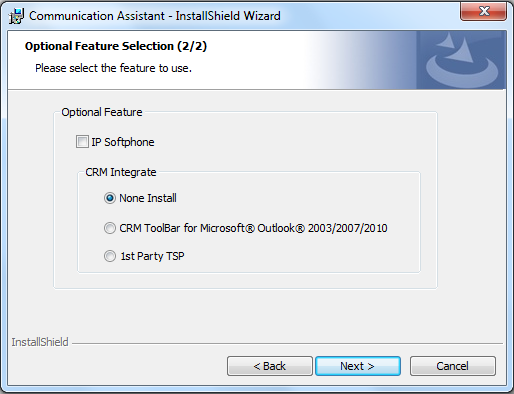 Communication Assistant - InstallShield Wizard
Optional Feature Selection (2/2)
Please select the feature to use.
Optional Feature
IP Softphone
CRM Integrate
None Install
CRM ToolBar for Microsoft® Outlook® 2003/2007/2010
1st Party TSP
InstallShield
< Back
Next >
Cancel